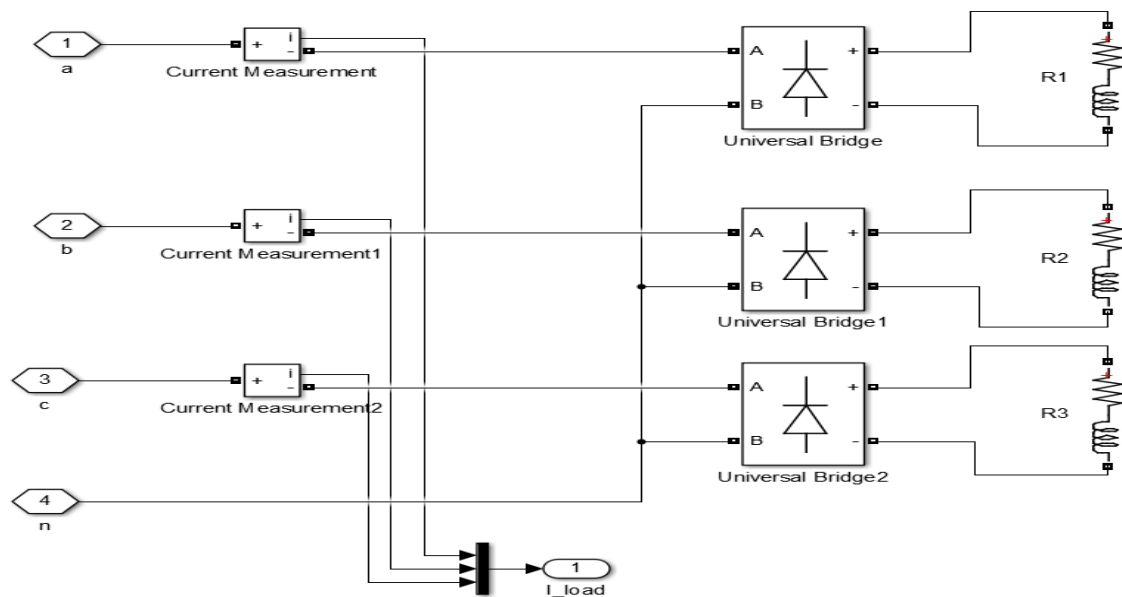 1
a
+
i
-
Current Measurement
A
B
+
-
Universal Bridge
R1
2
b
+
i
-
Current Measurement1
A
B
+
-
Universal Bridge1
R2
3
c
+
i
-
Current Measurement2
A
B
+
-
Universal Bridge2
R3
4
n
1
I_load